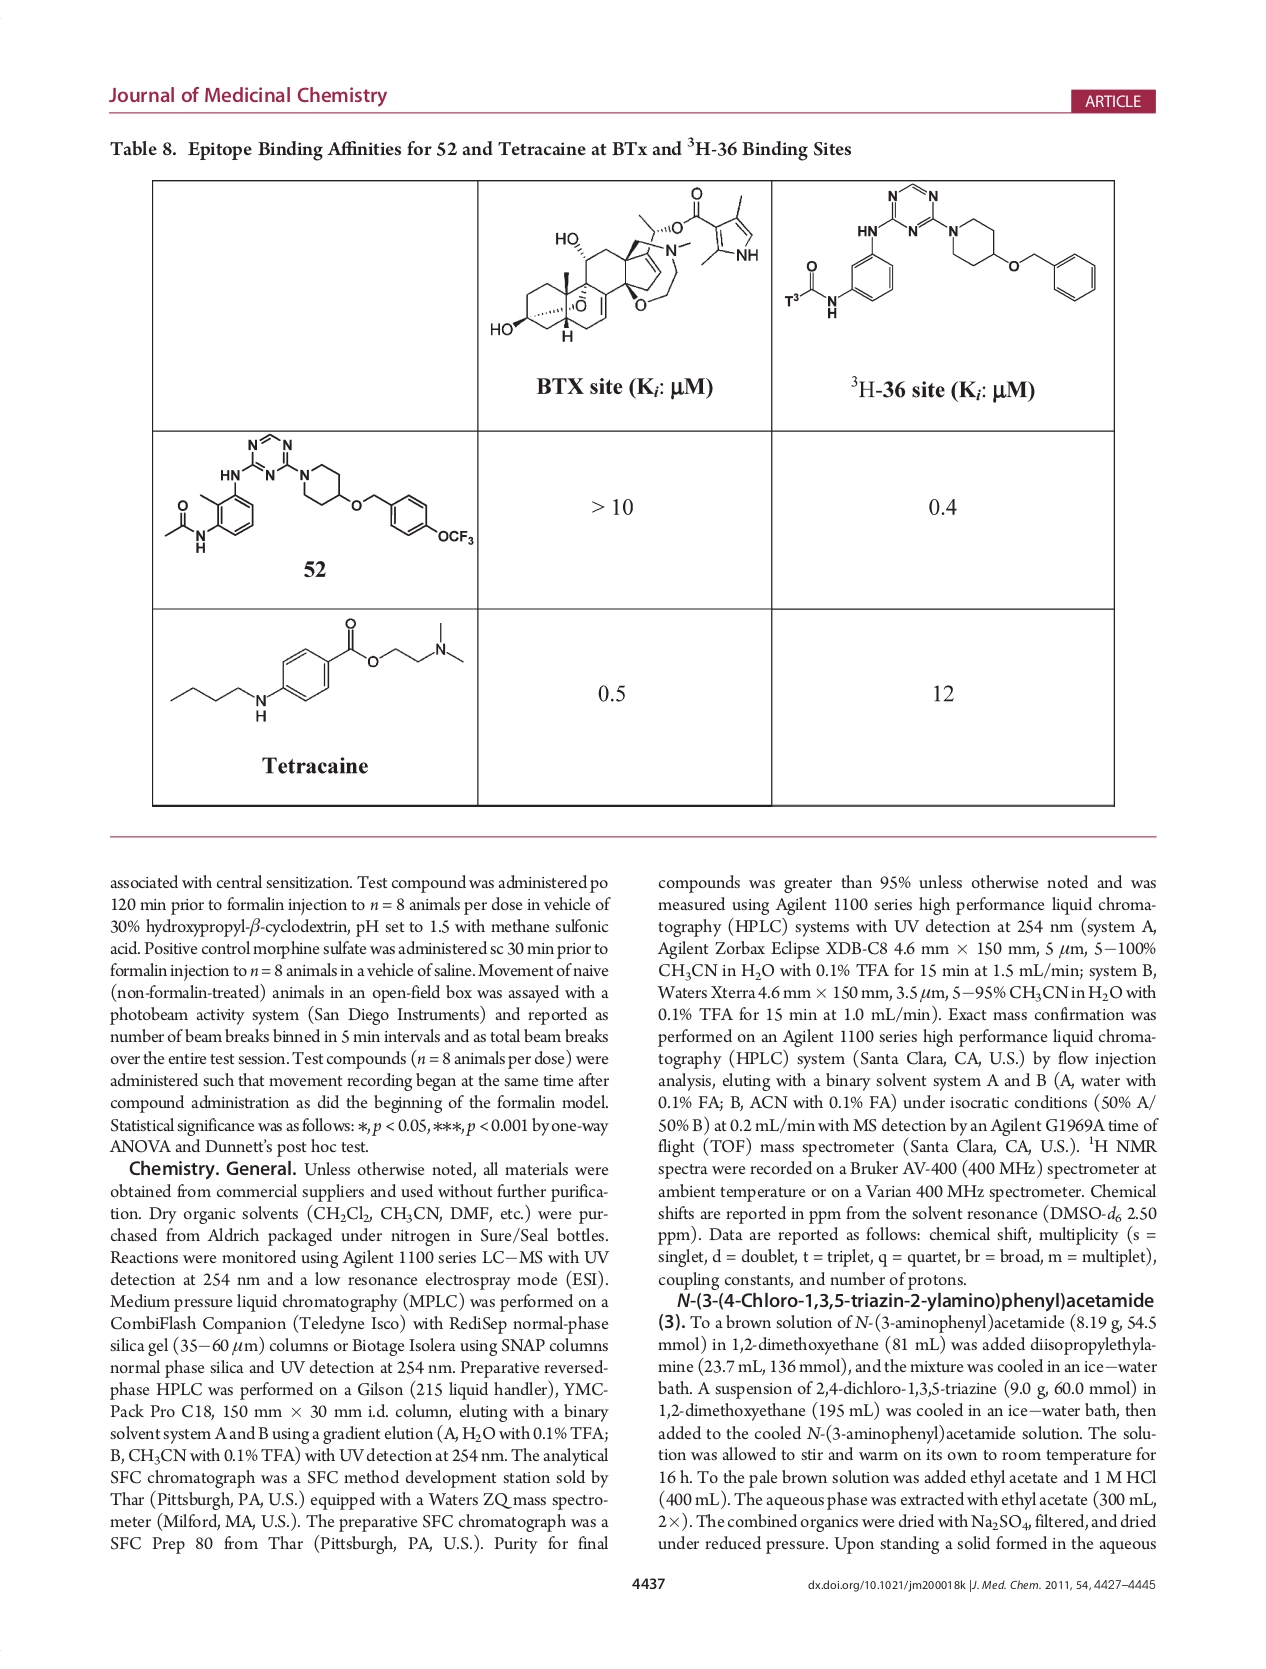 Journal of Medicinal Chemistry
ARTICLE
Table 8. Epitope Binding Affinities for 52 and Tetracaine at BTx and ³H-36 Binding Sites
BTX site (Ki: μM)
³H-36 site (Ki: μM)
HO
O
O
N
NH
O
O
HO
H
N
N
N
HN
N
O
O
T³
N
H
N
N
N
HN
N
O
O
N
H
OCF₃
52
> 10
0.4
O
O
N
N
H
Tetracaine
0.5
12
associated with central sensitization. Test compound was administered po
120 min prior to formalin injection to n = 8 animals per dose in vehicle of
30% hydroxypropyl-β-cyclodextrin, pH set to 1.5 with methane sulfonic
acid. Positive control morphine sulfate was administered sc 30 min prior to
formalin injection to n = 8 animals in a vehicle of saline. Movement of naive
(non-formalin-treated) animals in an open-field box was assayed with a
photobeam activity system (San Diego Instruments) and reported as
number of beam breaks binned in 5 min intervals and as total beam breaks
over the entire test session. Test compounds (n = 8 animals per dose) were
administered such that movement recording began at the same time after
compound administration as did the beginning of the formalin model.
Statistical significance was as follows: ∗, p < 0.05, ∗∗∗, p < 0.001 by one-way
ANOVA and Dunnett's post hoc test.
Chemistry. General. Unless otherwise noted, all materials were
obtained from commercial suppliers and used without further purifica-
tion. Dry organic solvents (CH₂Cl₂, CH₃CN, DMF, etc.) were pur-
chased from Aldrich packaged under nitrogen in Sure/Seal bottles.
Reactions were monitored using Agilent 1100 series LC−MS with UV
detection at 254 nm and a low resonance electrospray mode (ESI).
Medium pressure liquid chromatography (MPLC) was performed on a
CombiFlash Companion (Teledyne Isco) with RediSep normal-phase
silica gel (35−60 μm) columns or Biotage Isolera using SNAP columns
normal phase silica and UV detection at 254 nm. Preparative reversed-
phase HPLC was performed on a Gilson (215 liquid handler), YMC-
Pack Pro C18, 150 mm × 30 mm i.d. column, eluting with a binary
solvent system A and B using a gradient elution (A, H₂O with 0.1% TFA;
B, CH₃CN with 0.1% TFA) with UV detection at 254 nm. The analytical
SFC chromatograph was a SFC method development station sold by
Thar (Pittsburgh, PA, U.S.) equipped with a Waters ZQ mass spectro-
meter (Milford, MA, U.S.). The preparative SFC chromatograph was a
SFC Prep 80 from Thar (Pittsburgh, PA, U.S.). Purity for final
compounds was greater than 95% unless otherwise noted and was
measured using Agilent 1100 series high performance liquid chroma-
tography (HPLC) systems with UV detection at 254 nm (system A,
Agilent Zorbax Eclipse XDB-C8 4.6 mm × 150 mm, 5 μm, 5−100%
CH₃CN in H₂O with 0.1% TFA for 15 min at 1.5 mL/min; system B,
Waters Xterra 4.6 mm × 150 mm, 3.5 μm, 5−95% CH₃CN in H₂O with
0.1% TFA for 15 min at 1.0 mL/min). Exact mass confirmation was
performed on an Agilent 1100 series high performance liquid chroma-
tography (HPLC) system (Santa Clara, CA, U.S.) by flow injection
analysis, eluting with a binary solvent system A and B (A, water with
0.1% FA; B, ACN with 0.1% FA) under isocratic conditions (50% A/
50% B) at 0.2 mL/min with MS detection by an Agilent G1969A time of
flight (TOF) mass spectrometer (Santa Clara, CA, U.S.). ¹H NMR
spectra were recorded on a Bruker AV-400 (400 MHz) spectrometer at
ambient temperature or on a Varian 400 MHz spectrometer. Chemical
shifts are reported in ppm from the solvent resonance (DMSO-d₆ 2.50
ppm). Data are reported as follows: chemical shift, multiplicity (s =
singlet, d = doublet, t = triplet, q = quartet, br = broad, m = multiplet),
coupling constants, and number of protons.
N-(3-(4-Chloro-1,3,5-triazin-2-ylamino)phenyl)acetamide
(3). To a brown solution of N-(3-aminophenyl)acetamide (8.19 g, 54.5
mmol) in 1,2-dimethoxyethane (81 mL) was added diisopropylethyla-
mine (23.7 mL, 136 mmol), and the mixture was cooled in an ice−water
bath. A suspension of 2,4-dichloro-1,3,5-triazine (9.0 g, 60.0 mmol) in
1,2-dimethoxyethane (195 mL) was cooled in an ice−water bath, then
added to the cooled N-(3-aminophenyl)acetamide solution. The solu-
tion was allowed to stir and warm on its own to room temperature for
16 h. To the pale brown solution was added ethyl acetate and 1 M HCl
(400 mL). The aqueous phase was extracted with ethyl acetate (300 mL,
2×). The combined organics were dried with Na₂SO₄, filtered, and dried
under reduced pressure. Upon standing a solid formed in the aqueous
4437
dx.doi.org/10.1021/jm200018k |J. Med. Chem. 2011, 54, 4427–4445